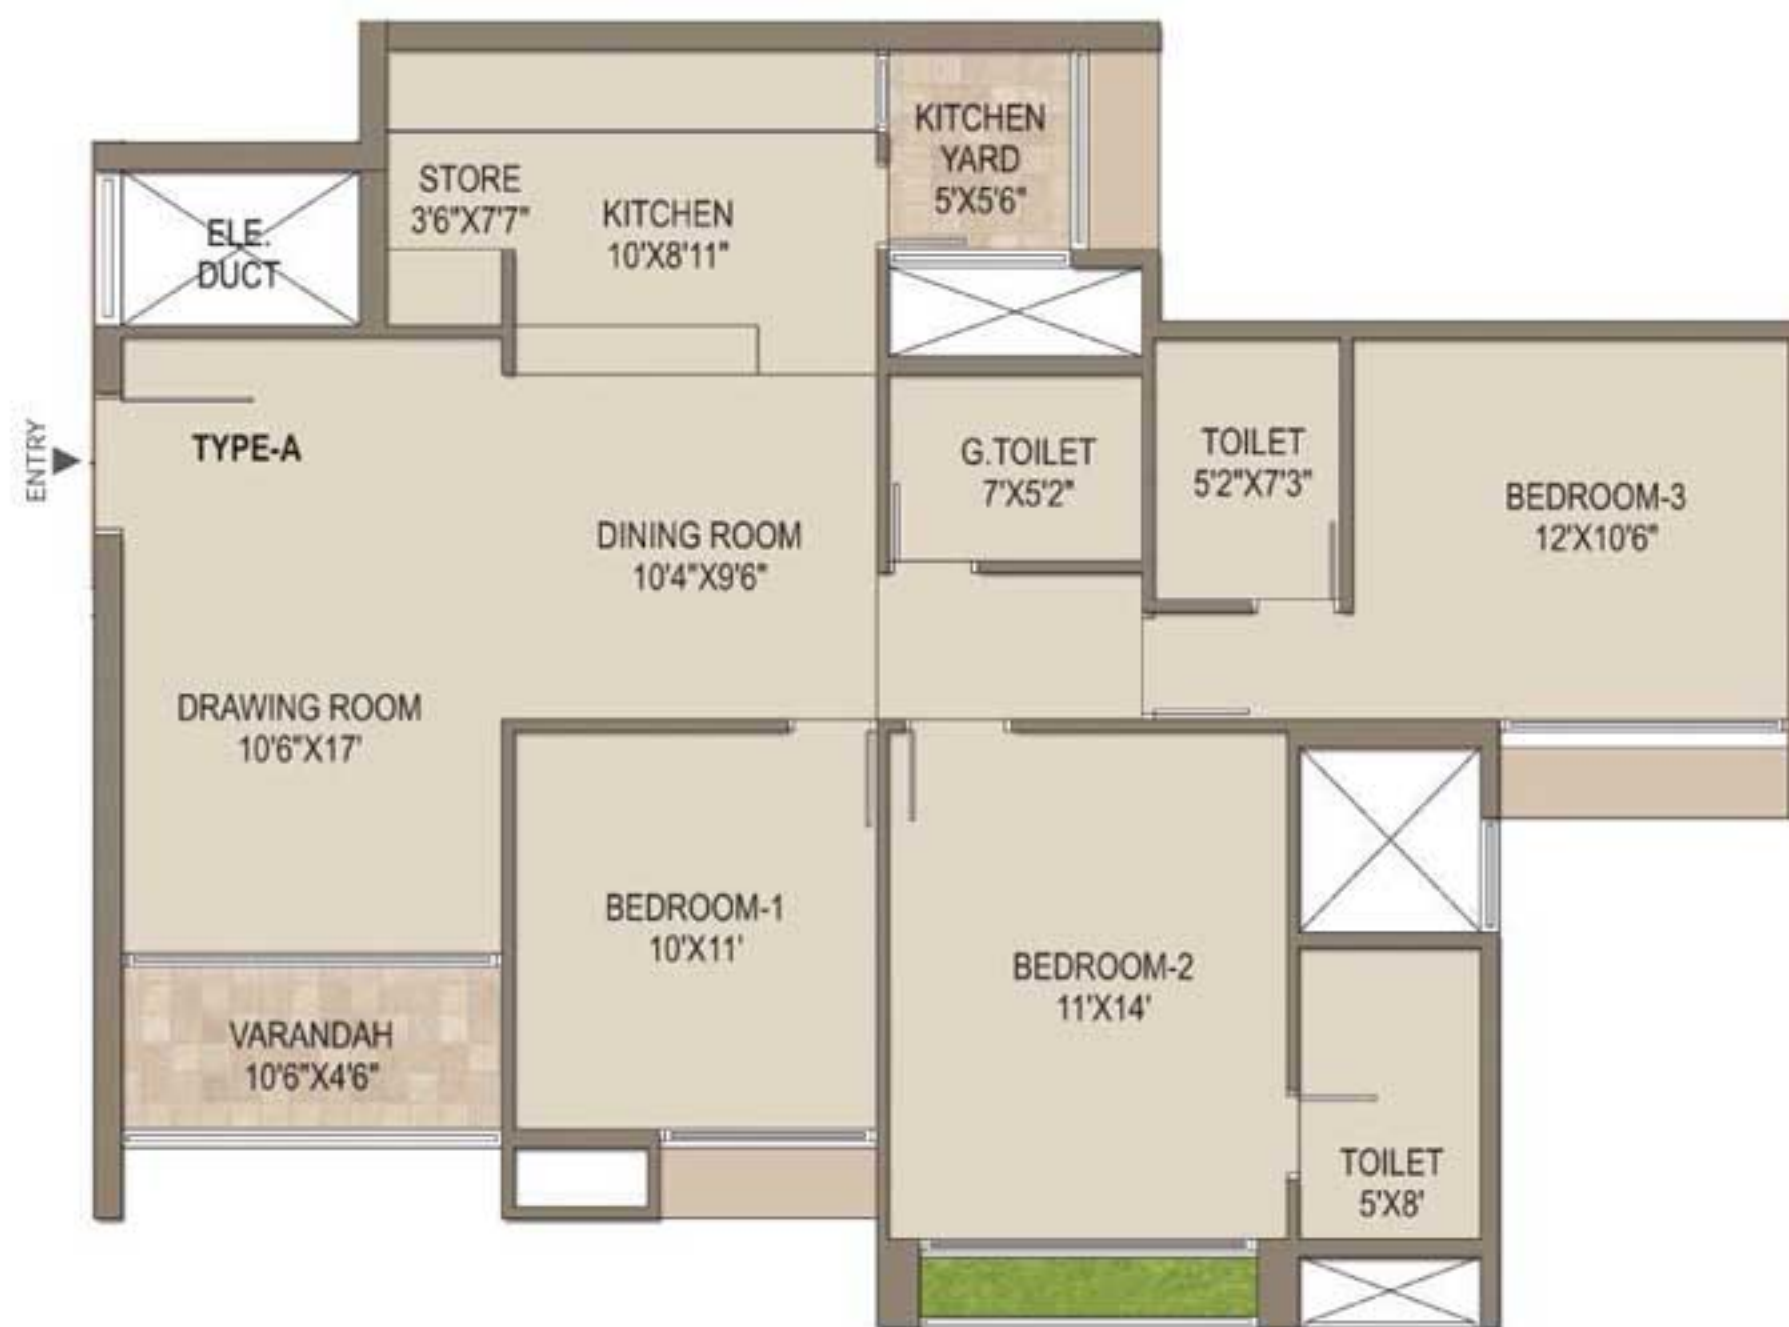 KITCHEN
YARD
5'X5'6"
STORE
3'6"X7'7"
KITCHEN
10'X8'11"
ELE.
DUCT
ENTRY
TYPE-A
G.TOILET
7'X5'2"
TOILET
5'2"X7'3"
BEDROOM-3
12'X10'6"
DINING ROOM
10'4"X9'6"
DRAWING ROOM
10'6"X17'
BEDROOM-1
10'X11'
BEDROOM-2
11'X14'
VARANDAH
10'6"X4'6"
TOILET
5'X8'